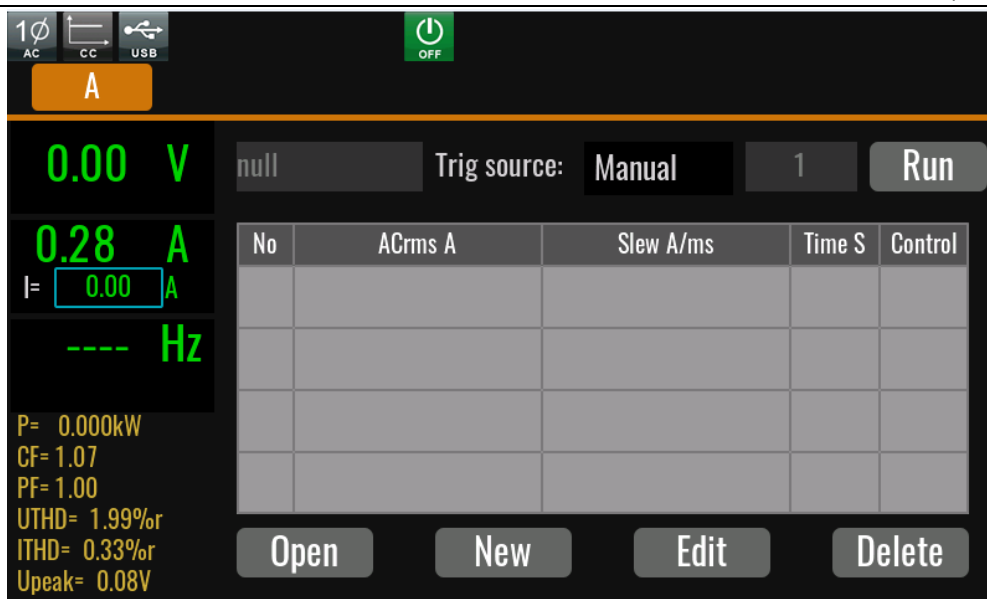 1Ø AC CC USB OFF
A
0.00 V
null Trig source: Manual 1 Run
0.28 A
I= 0.00 A
---- Hz
No ACrms A Slew A/ms Time S Control
P= 0.000kW
CF= 1.07
PF= 1.00
UTHD= 1.99%r
ITHD= 0.33%r
Upeak= 0.08V
Open New Edit Delete